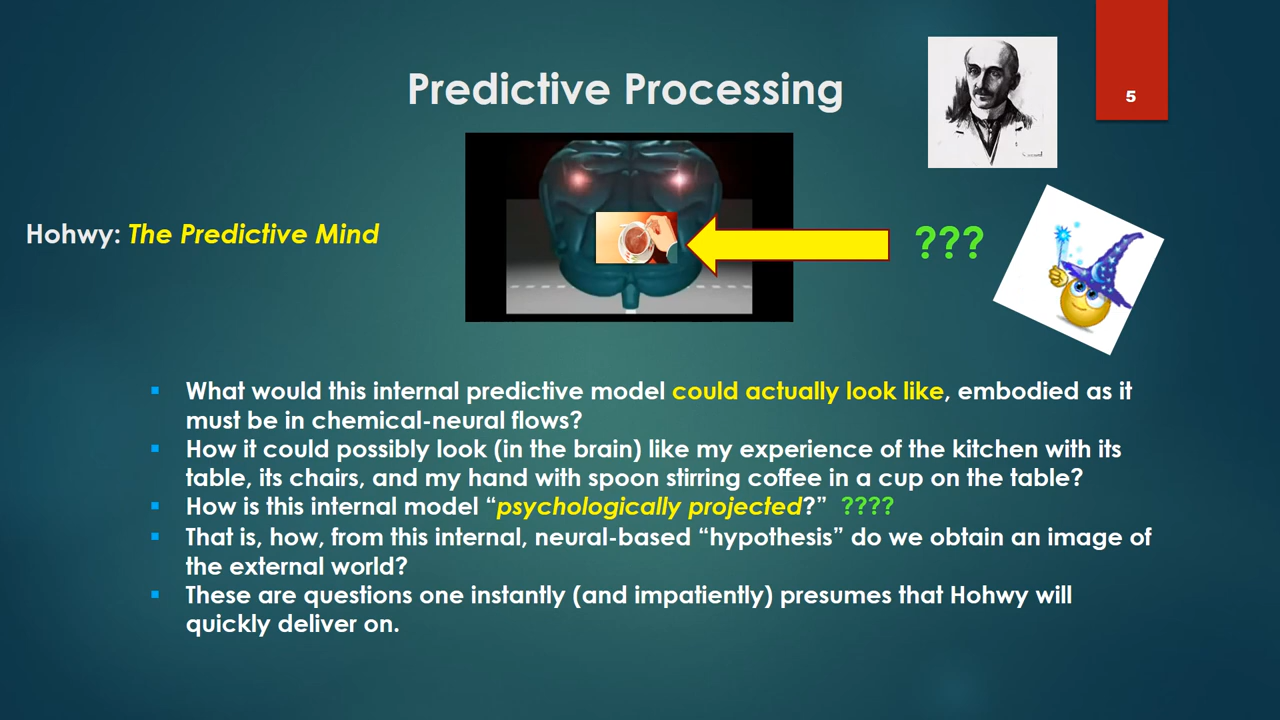 Predictive Processing
5
Hohwy: The Predictive Mind
???
What would this internal predictive model could actually look like, embodied as it
must be in chemical-neural flows?
How it could possibly look (in the brain) like my experience of the kitchen with its
table, its chairs, and my hand with spoon stirring coffee in a cup on the table?
How is this internal model “psychologically projected?” ????
That is, how, from this internal, neural-based “hypothesis” do we obtain an image of
the external world?
These are questions one instantly (and impatiently) presumes that Hohwy will
quickly deliver on.